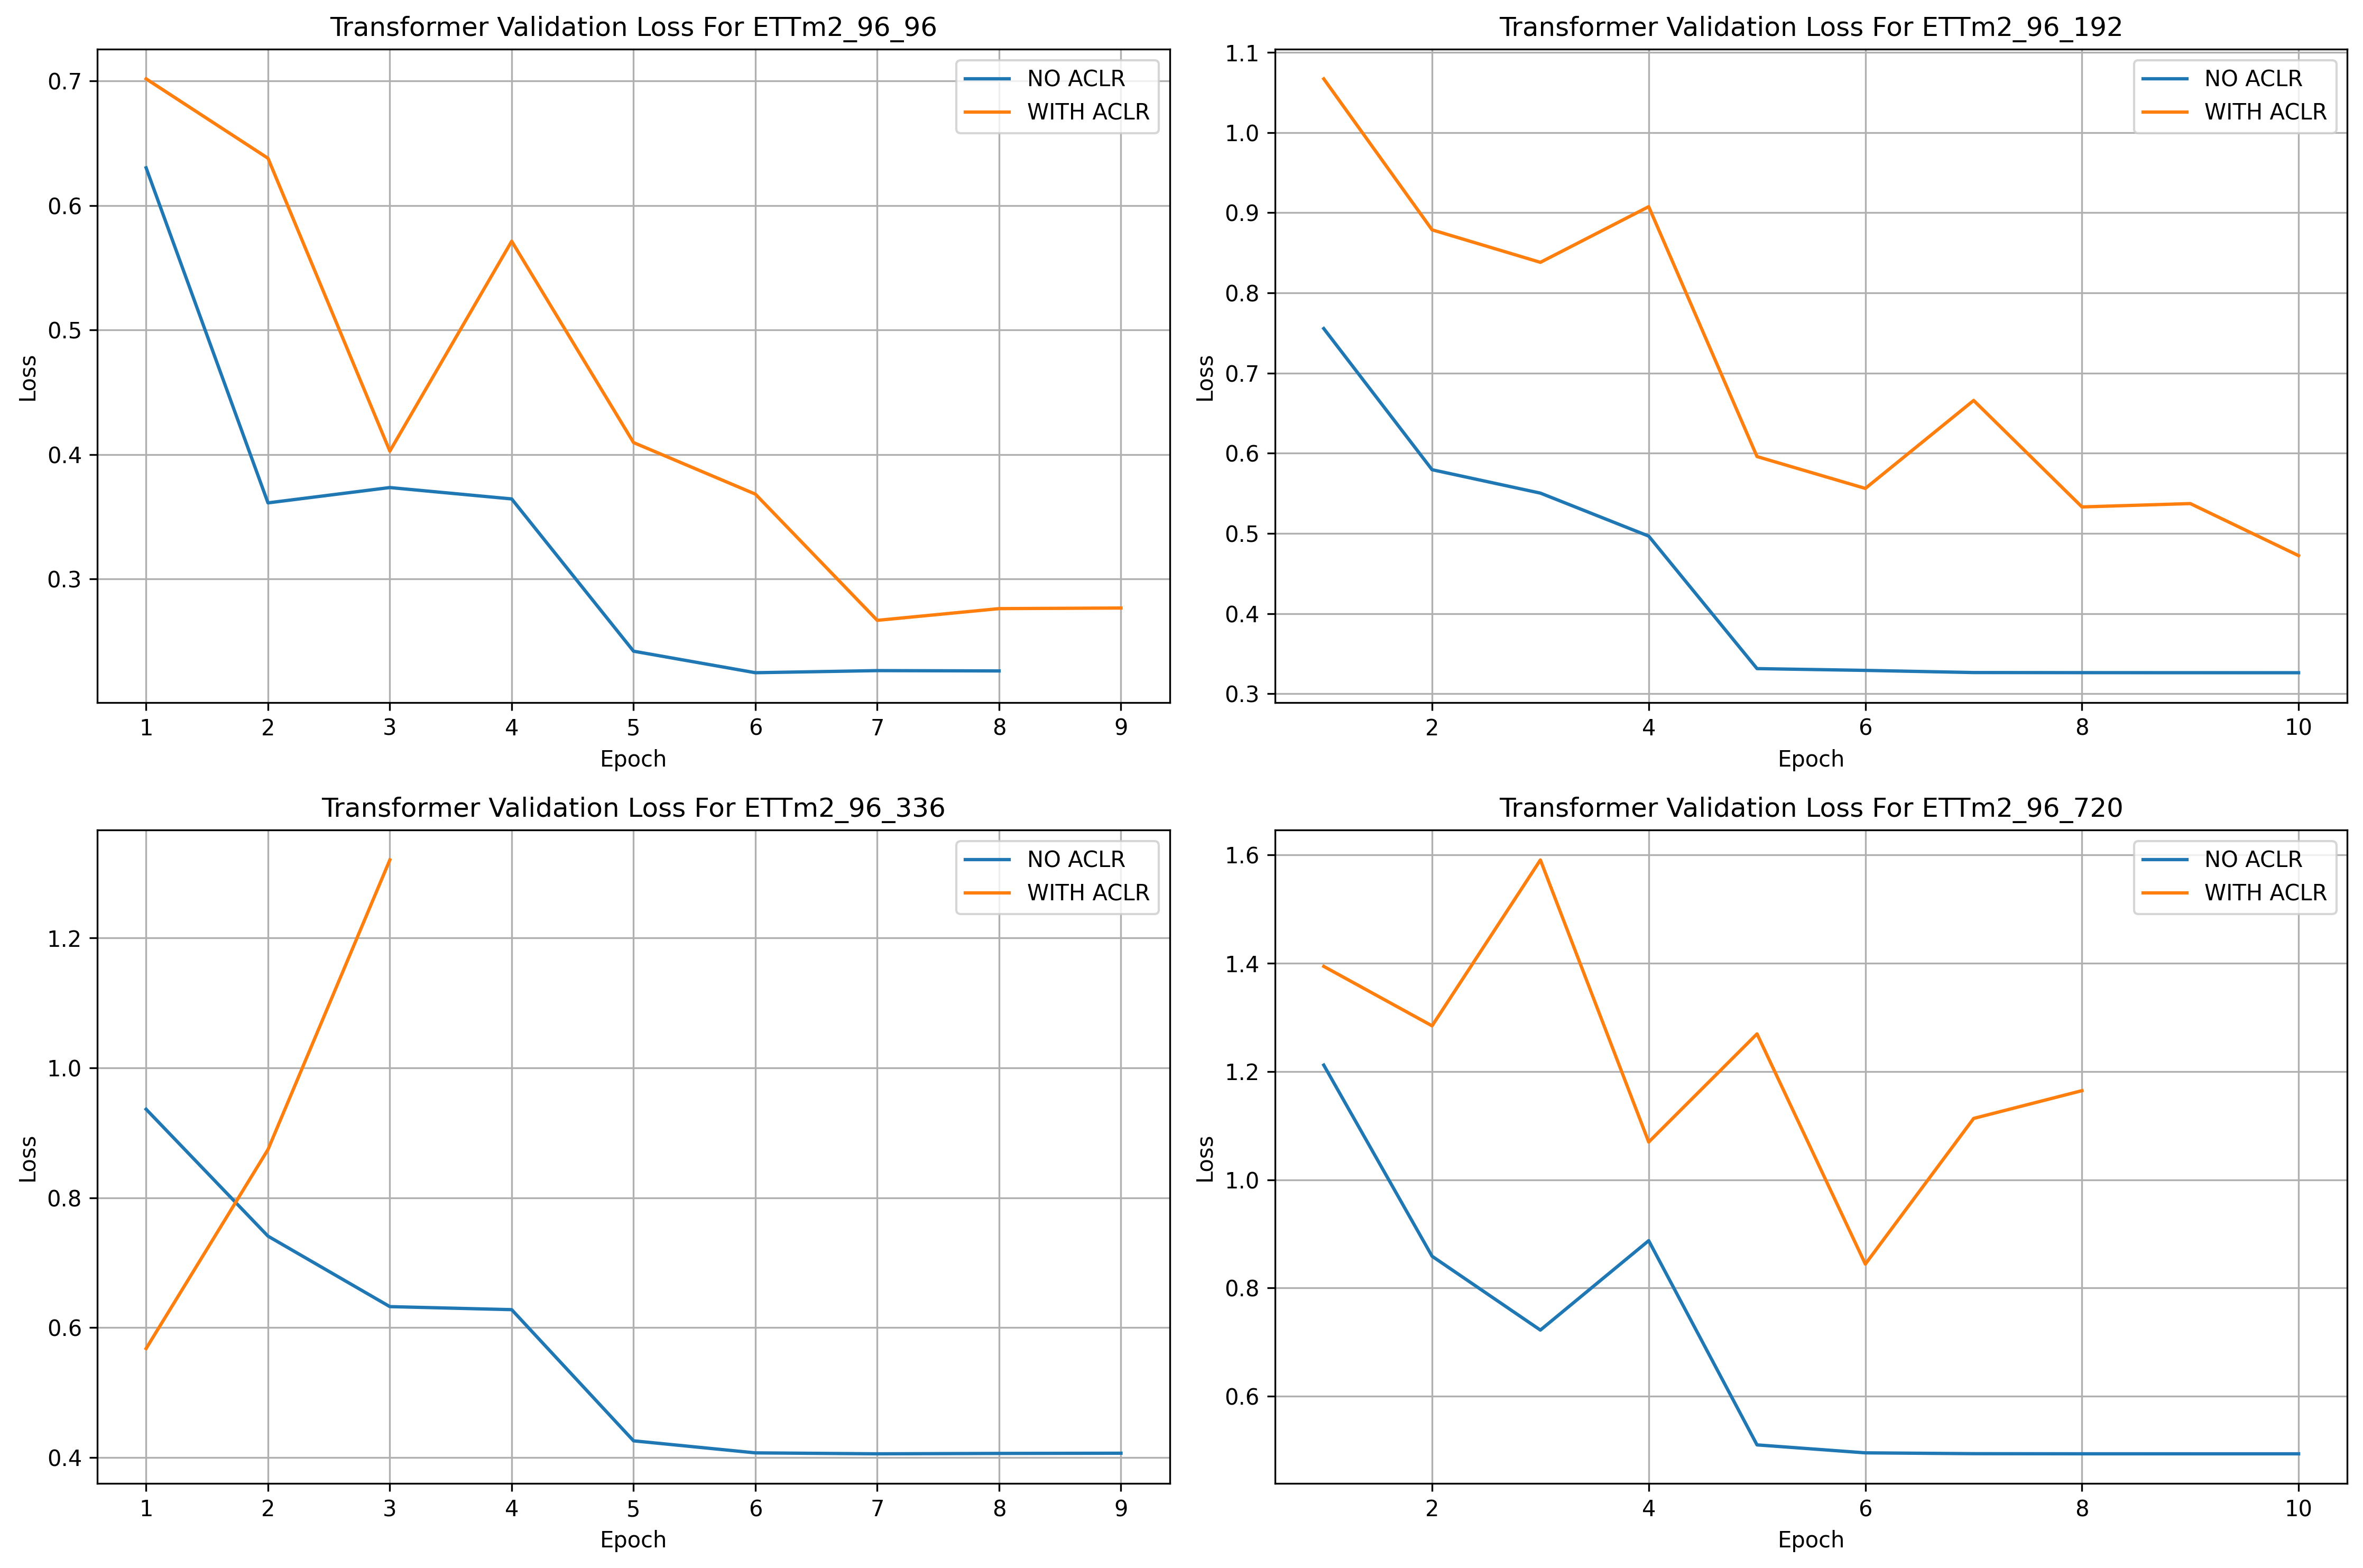 Transformer Validation Loss For ETTm2_96_96
NO ACLR
WITH ACLR
0.7
0.6
0.5
0.4
0.3
Loss
1 2 3 4 5 6 7 8 9
Epoch
Transformer Validation Loss For ETTm2_96_192
NO ACLR
WITH ACLR
1.1
1.0
0.9
0.8
0.7
0.6
0.5
0.4
0.3
Loss
2 4 6 8 10
Epoch
Transformer Validation Loss For ETTm2_96_336
NO ACLR
WITH ACLR
1.2
1.0
0.8
0.6
0.4
Loss
1 2 3 4 5 6 7 8 9
Epoch
Transformer Validation Loss For ETTm2_96_720
NO ACLR
WITH ACLR
1.6
1.4
1.2
1.0
0.8
0.6
Loss
2 4 6 8 10
Epoch